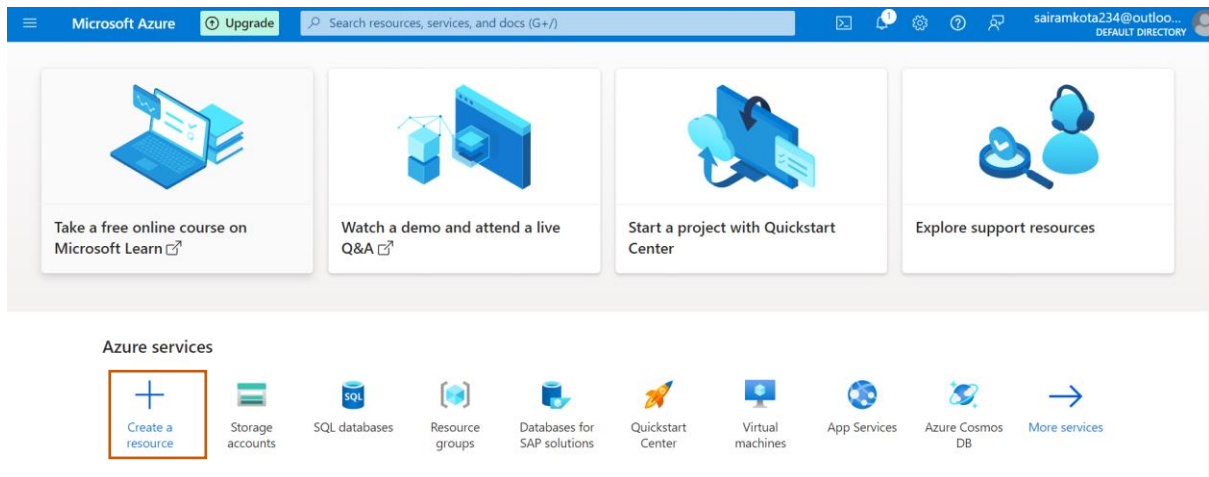 Microsoft Azure
Upgrade
Search resources, services, and docs (G+/)
1
sairamkota234@outloo...
DEFAULT DIRECTORY
Take a free online course on
Microsoft Learn
Watch a demo and attend a live
Q&A
Start a project with Quickstart
Center
Explore support resources
Azure services
Create a
resource
Storage
accounts
SQL
SQL databases
Resource
groups
Databases for
SAP solutions
Quickstart
Center
Virtual
machines
App Services
Azure Cosmos
DB
More services